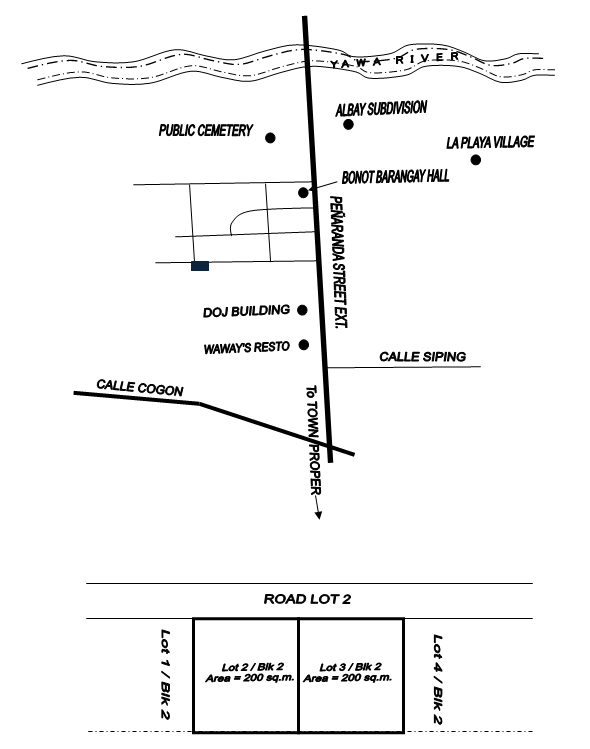 YAWA RIVER
ALBAY SUBDIVISION
PUBLIC CEMETERY
LA PLAYA VILLAGE
BONOT BARANGAY HALL
PEÑARANDA STREET EXT.
DOJ BUILDING
WAWAY'S RESTO
CALLE SIPING
CALLE COGON
To TOWN PROPER
ROAD LOT 2
Lot 1 / Blk 2
Lot 2 / Blk 2
Area = 200 sq.m.
Lot 3 / Blk 2
Area = 200 sq.m.
Lot 4 / Blk 2